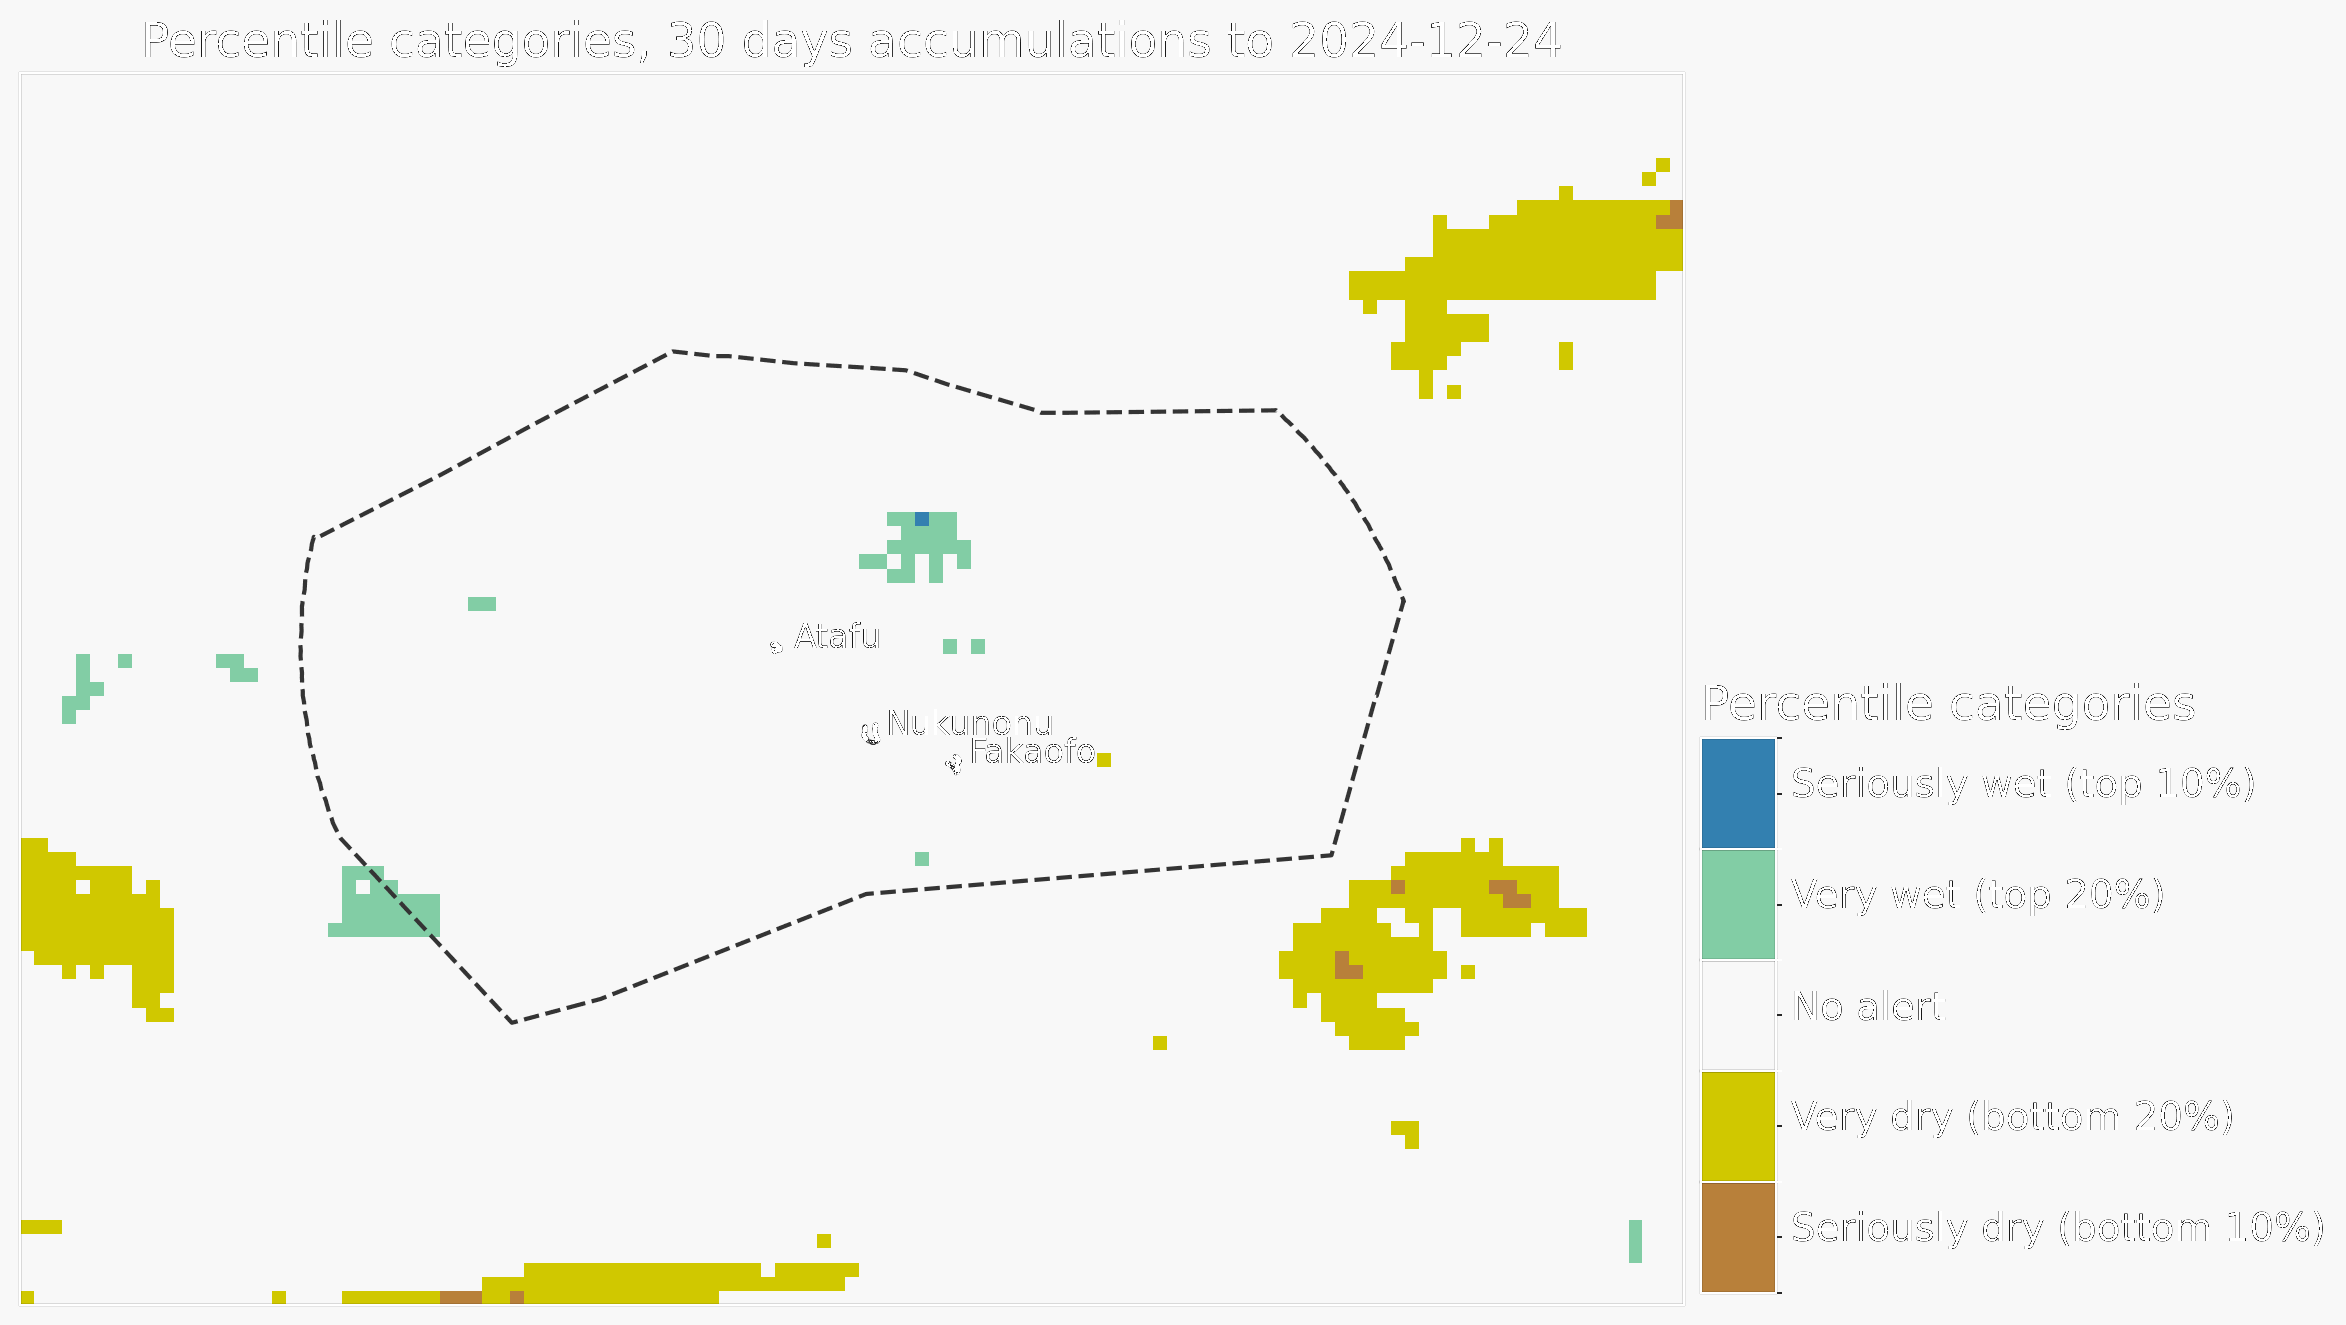 Percentile categories, 30 days accumulations to 2024-12-24
Atafu
Nukunonu
Fakaofo
Percentile categories
Seriously wet (top 10%)
Very wet (top 20%)
No alert
Very dry (bottom 20%)
Seriously dry (bottom 10%)